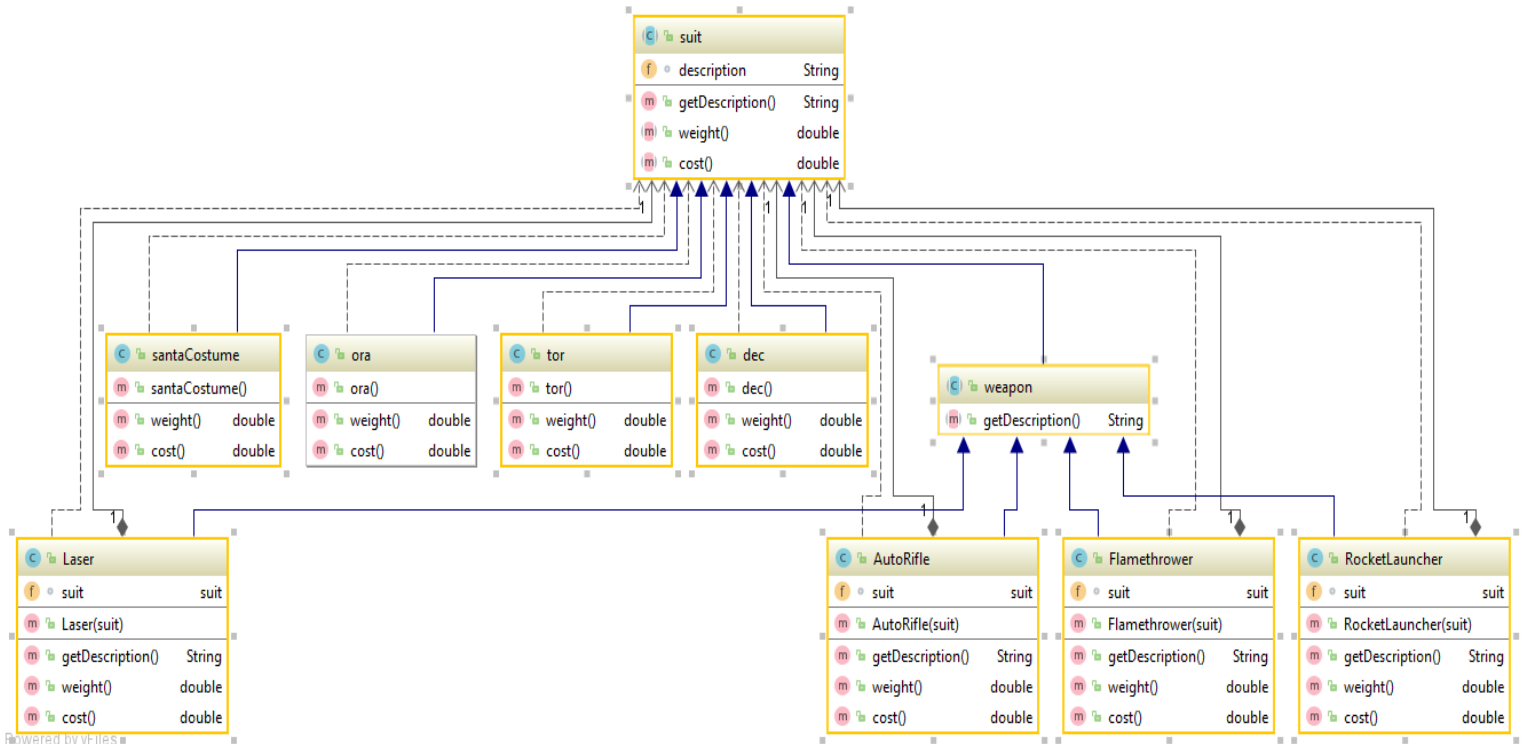 C suit
f description String
m getDescription() String
m weight() double
m cost() double
1 1 1 1
C santaCostume
m santaCostume()
m weight() double
m cost() double
C ora
m ora()
m weight() double
m cost() double
C tor
m tor()
m weight() double
m cost() double
C dec
m dec()
m weight() double
m cost() double
C weapon
m getDescription() String
1 1 1 1
C Laser
f suit suit
m Laser(suit)
m getDescription() String
m weight() double
m cost() double
C AutoRifle
f suit suit
m AutoRifle(suit)
m getDescription() String
m weight() double
m cost() double
C Flamethrower
f suit suit
m Flamethrower(suit)
m getDescription() String
m weight() double
m cost() double
C RocketLauncher
f suit suit
m RocketLauncher(suit)
m getDescription() String
m weight() double
m cost() double
Powered by yFiles